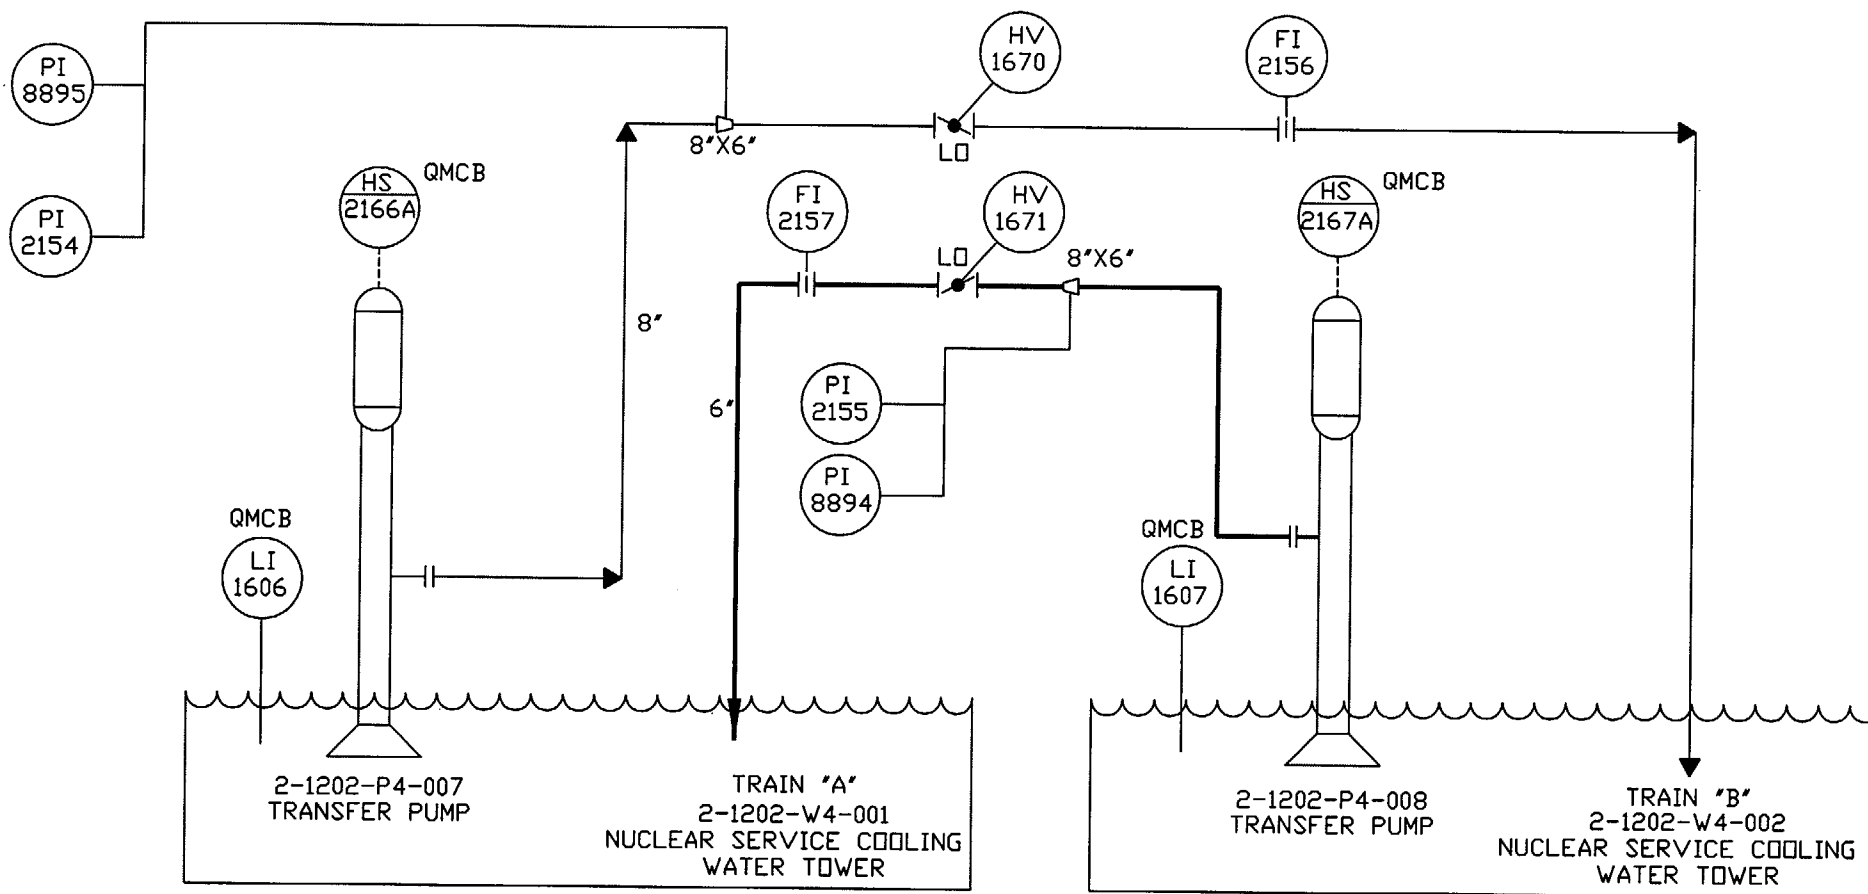 PI
8895
HV
1670
FI
2156
8"X6"
LO
HS
2166A
QMCB
PI
2154
FI
2157
HV
1671
LO
8"X6"
HS
2167A
QMCB
8"
6"
PI
2155
PI
8894
QMCB
LI
1606
QMCB
LI
1607
2-1202-P4-007
TRANSFER PUMP
TRAIN "A"
2-1202-W4-001
NUCLEAR SERVICE COOLING
WATER TOWER
2-1202-P4-008
TRANSFER PUMP
TRAIN "B"
2-1202-W4-002
NUCLEAR SERVICE COOLING
WATER TOWER